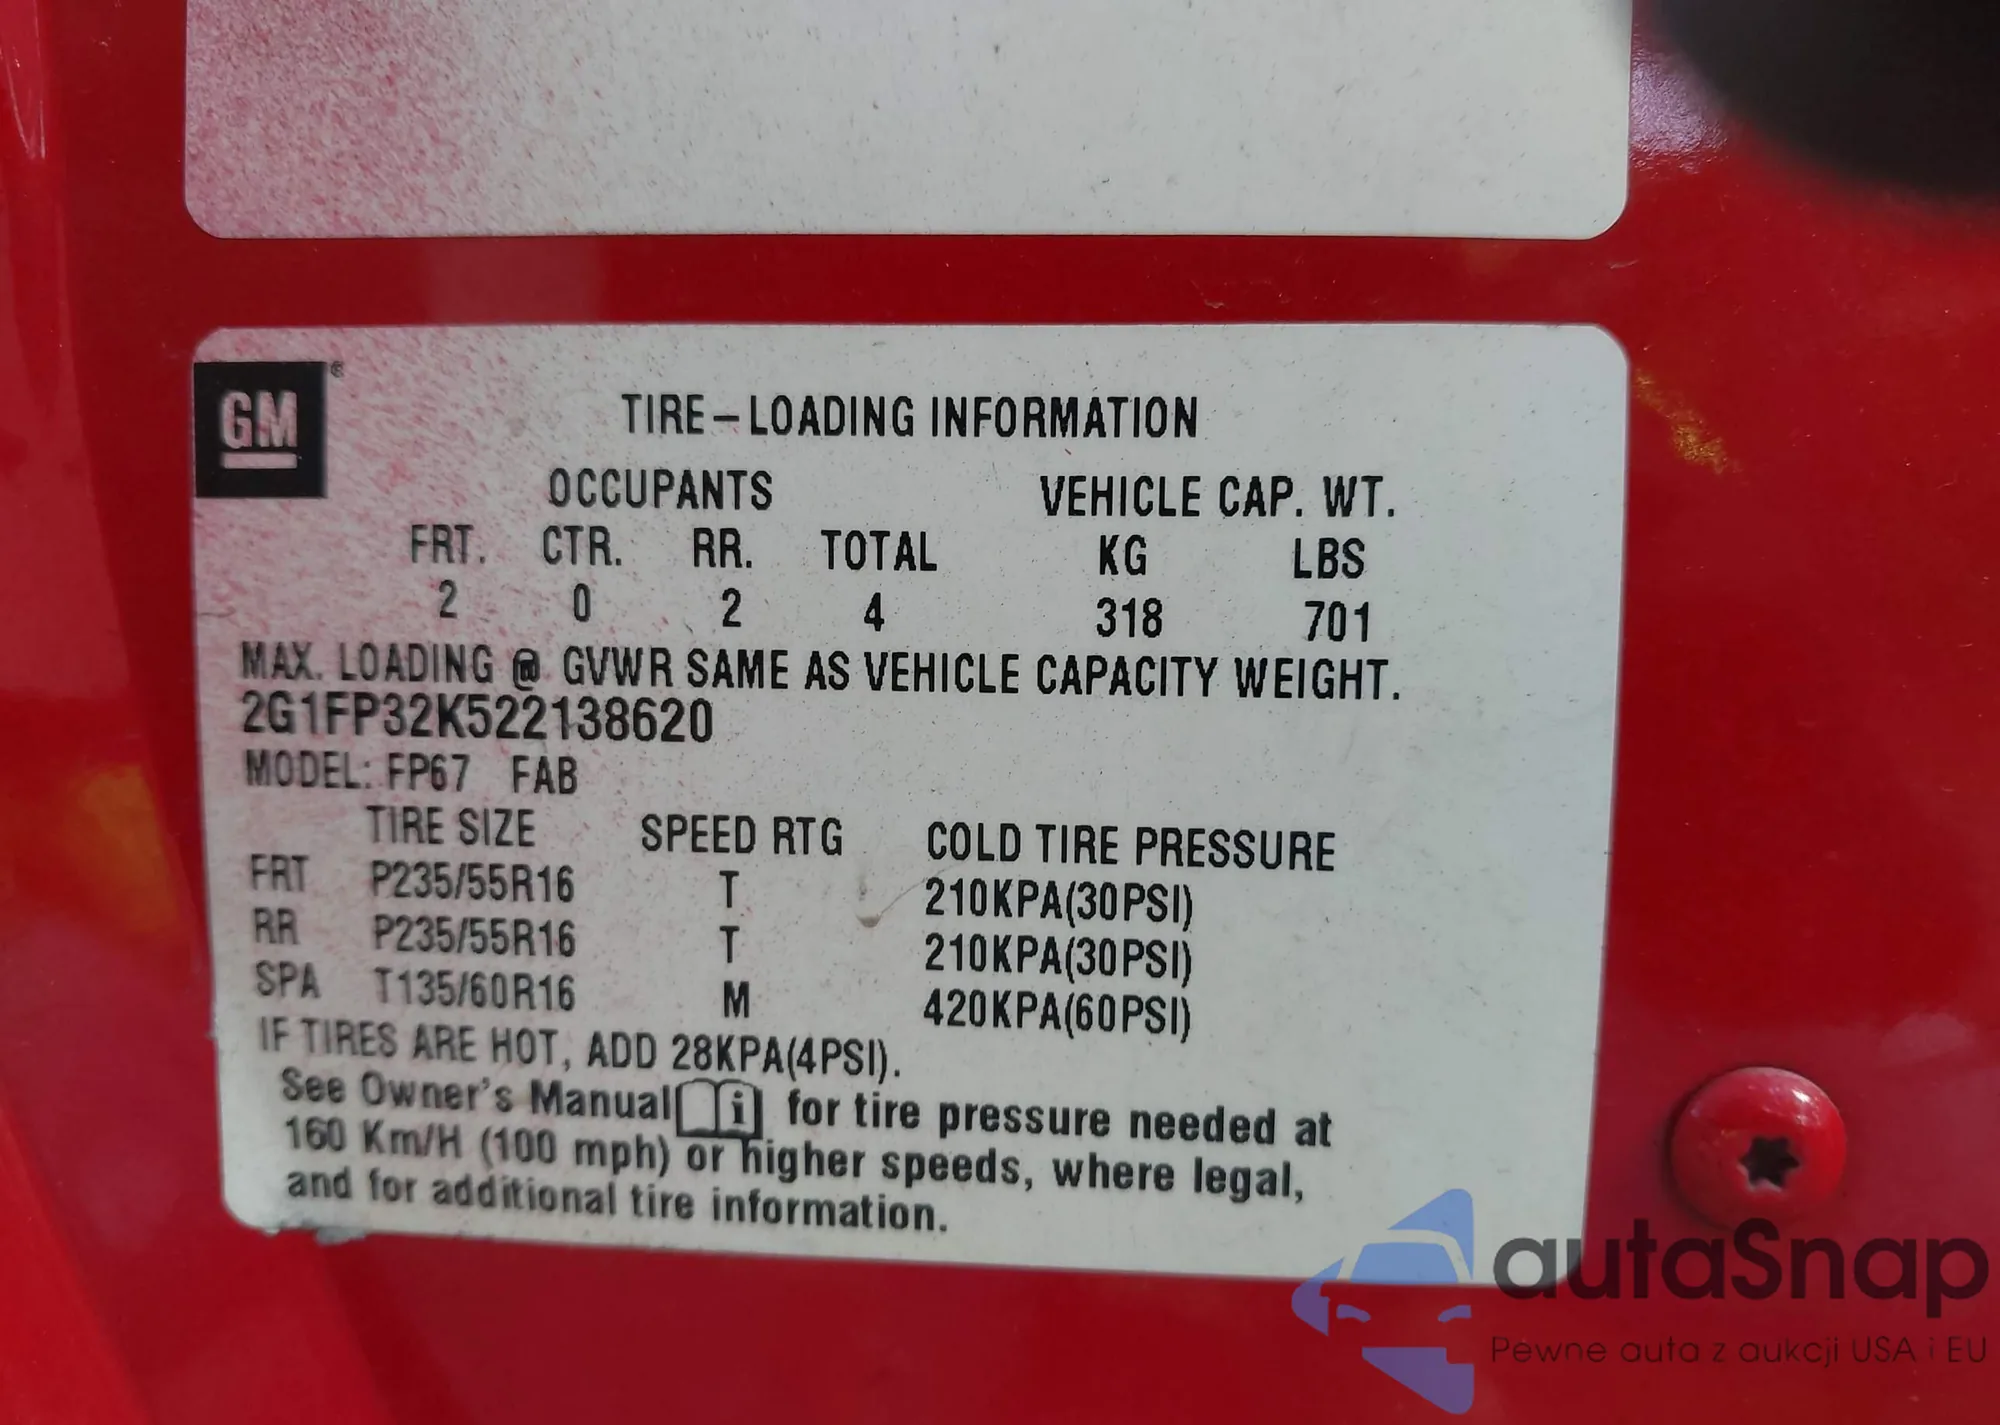 GM ®
TIRE–LOADING INFORMATION
OCCUPANTS VEHICLE CAP. WT.
FRT. CTR. RR. TOTAL KG LBS
2 0 2 4 318 701
MAX. LOADING @ GVWR SAME AS VEHICLE CAPACITY WEIGHT.
2G1FP32K522138620
MODEL: FP67 FAB
TIRE SIZE SPEED RTG COLD TIRE PRESSURE
FRT P235/55R16 T 210KPA(30PSI)
RR P235/55R16 T 210KPA(30PSI)
SPA T135/60R16 M 420KPA(60PSI)
IF TIRES ARE HOT, ADD 28KPA(4PSI).
See Owner's Manual i for tire pressure needed at
160 Km/H (100 mph) or higher speeds, where legal,
and for additional tire information.
autaSnap
Pewne auta z aukcji USA i EU